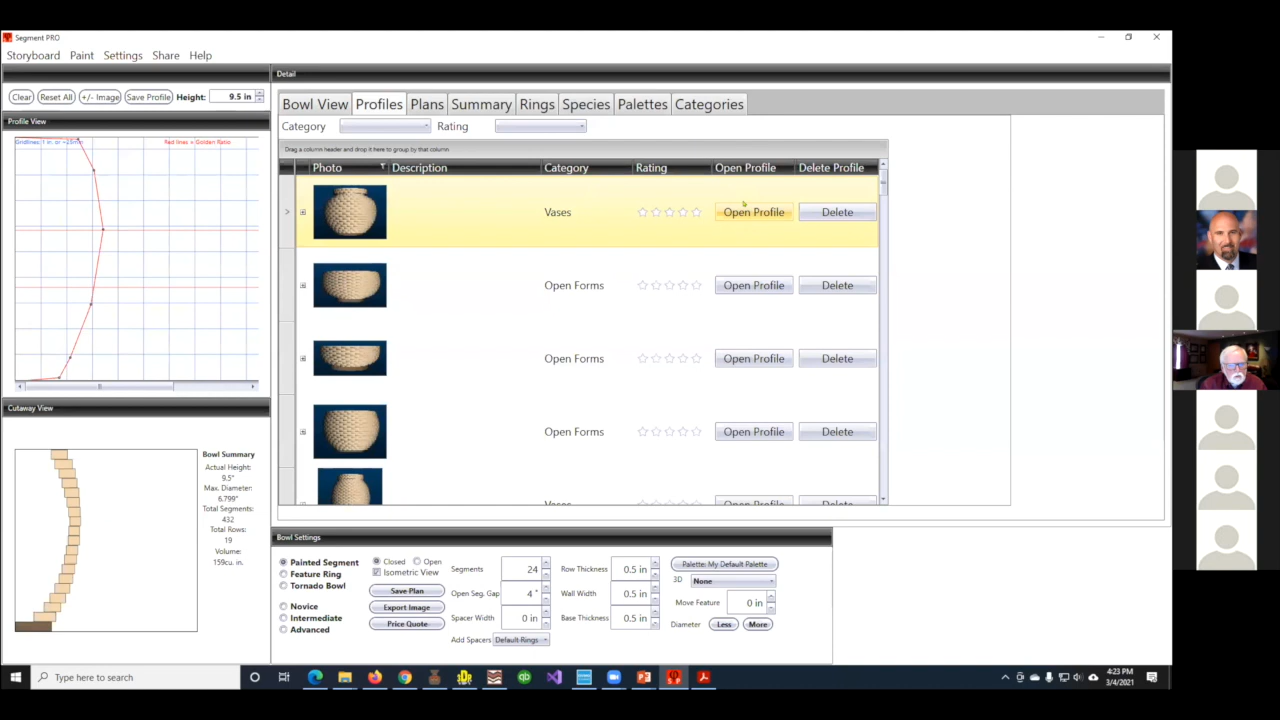 Segment PRO
Storyboard Paint Settings Share Help
Clear Reset All +/- Image Save Profile Height: 9.5 in
Profile View
Red lines = Golden Ratio
Cutaway View
Bowl Summary
Actual Height:
9.5"
Max. Diameter:
6.799"
Total Segments:
432
Total Rows:
19
Volume:
159cu. in.
Detail
Bowl View Profiles Plans Summary Rings Species Palettes Categories
Category Rating
Drag a column header and drop it here to group by that column
Photo Description Category Rating Open Profile Delete Profile
Vases Open Profile Delete
Open Forms Open Profile Delete
Open Forms Open Profile Delete
Open Forms Open Profile Delete
Vases Open Profile Delete
Bowl Settings
Painted Segment
Feature Ring
Tornado Bowl
Novice
Intermediate
Advanced
Closed Open
Isometric View
Save Plan
Export Image
Price Quote
Segments 24
Open Seg. Gap 4 °
Spacer Width 0 in
Add Spacers Default Rings
Row Thickness 0.5 in
Wall Width 0.5 in
Base Thickness 0.5 in
Palette: My Default Palette
3D None
Move Feature 0 in
Diameter Less More
Type here to search
4:23 PM
3/4/2021